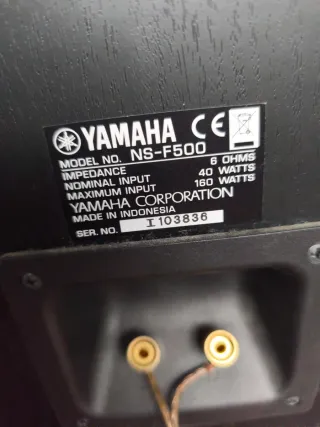 YAMAHA CE
MODEL NO. NS-F500
IMPEDANCE 6 OHMS
NOMINAL INPUT 40 WATTS
MAXIMUM INPUT 160 WATTS
YAMAHA CORPORATION
MADE IN INDONESIA
SER. NO. I 103836